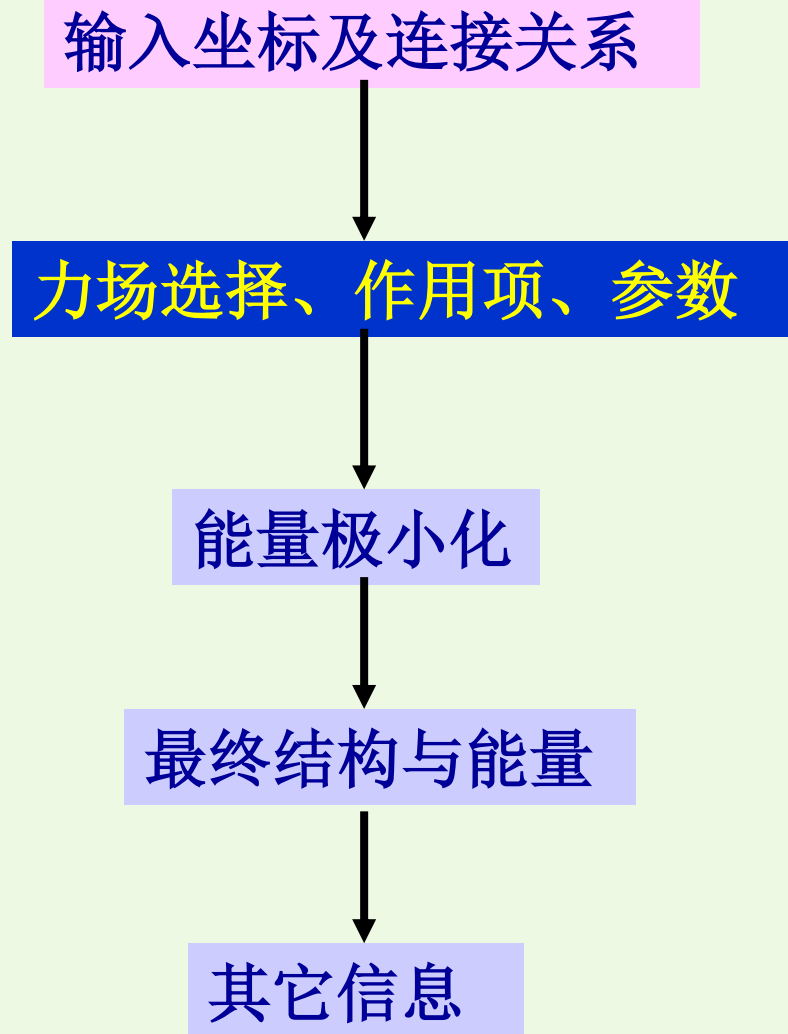 输入坐标及连接关系
力场选择、作用项、参数
能量极小化
最终结构与能量
其它信息